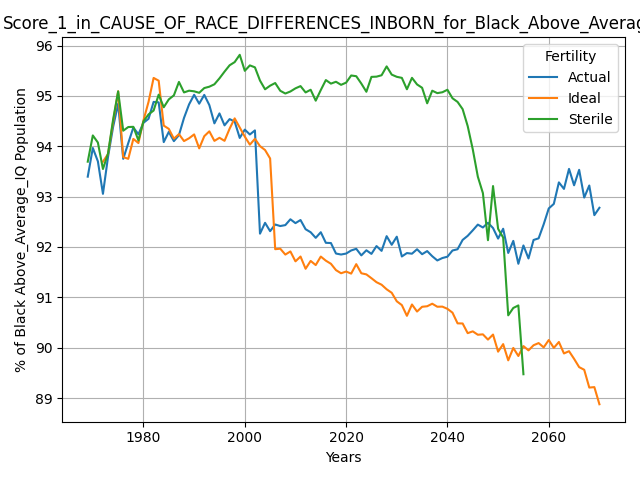 Score_1_in_CAUSE_OF_RACE_DIFFERENCES_INBORN_for_Black_Above_Averag
96
95
94
93
92
91
90
89
% of Black Above_Average_IQ Population
Fertility
Actual
Ideal
Sterile
1980
2000
2020
2040
2060
Years